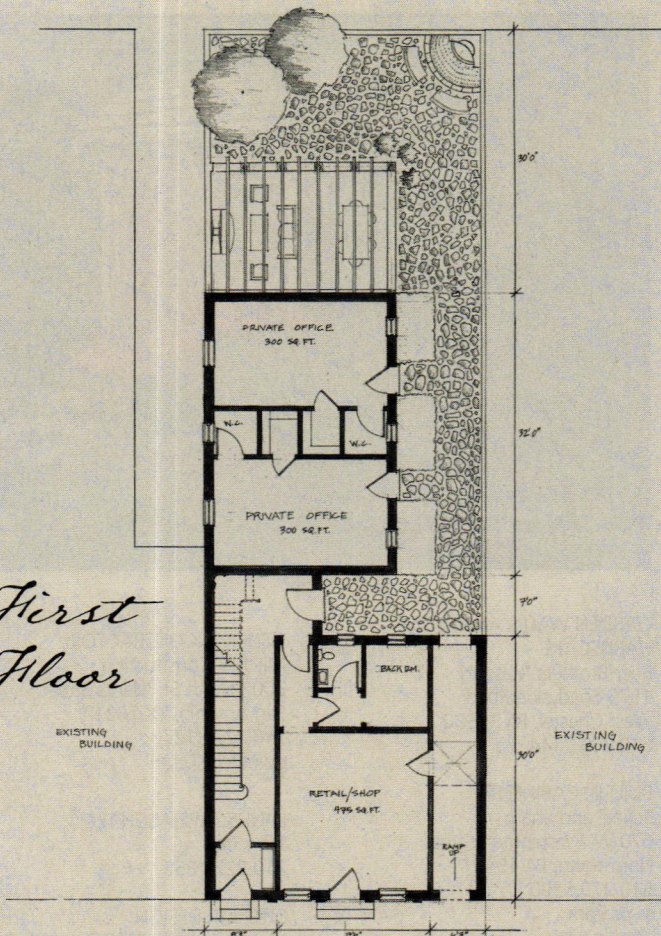 30'0"
PRIVATE OFFICE
300 SQ. FT.
W.C.
W.C.
32'0"
PRIVATE OFFICE
300 SQ. FT.
First
Floor
7'0"
BACK RM.
EXISTING
BUILDING
EXISTING
BUILDING
30'0"
RETAIL/SHOP
475 SQ. FT.
RAMP
UP